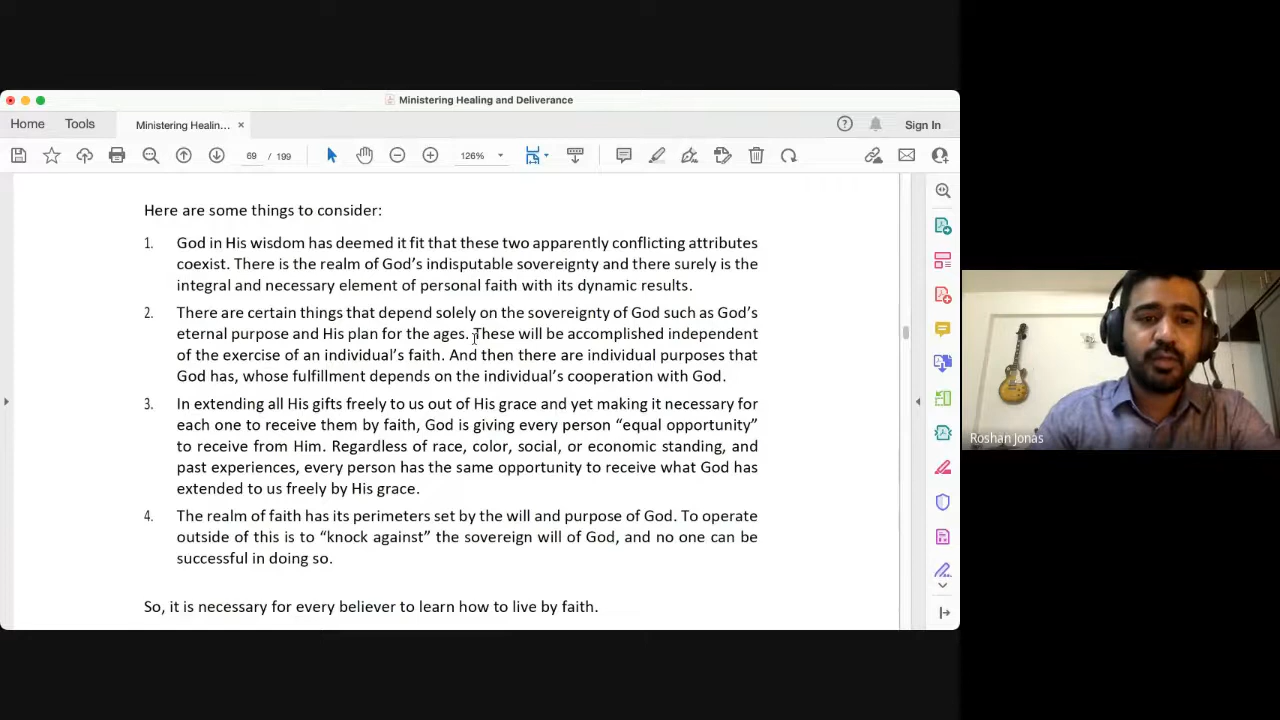 Ministering Healing and Deliverance
Home Tools Ministering Healin... × Sign In
69 / 199 126%
Here are some things to consider:
1. God in His wisdom has deemed it fit that these two apparently conflicting attributes
coexist. There is the realm of God’s indisputable sovereignty and there surely is the
integral and necessary element of personal faith with its dynamic results.
2. There are certain things that depend solely on the sovereignty of God such as God’s
eternal purpose and His plan for the ages. These will be accomplished independent
of the exercise of an individual’s faith. And then there are individual purposes that
God has, whose fulfillment depends on the individual’s cooperation with God.
3. In extending all His gifts freely to us out of His grace and yet making it necessary for
each one to receive them by faith, God is giving every person “equal opportunity”
to receive from Him. Regardless of race, color, social, or economic standing, and
past experiences, every person has the same opportunity to receive what God has
extended to us freely by His grace.
4. The realm of faith has its perimeters set by the will and purpose of God. To operate
outside of this is to “knock against” the sovereign will of God, and no one can be
successful in doing so.
So, it is necessary for every believer to learn how to live by faith.
Roshan Jonas